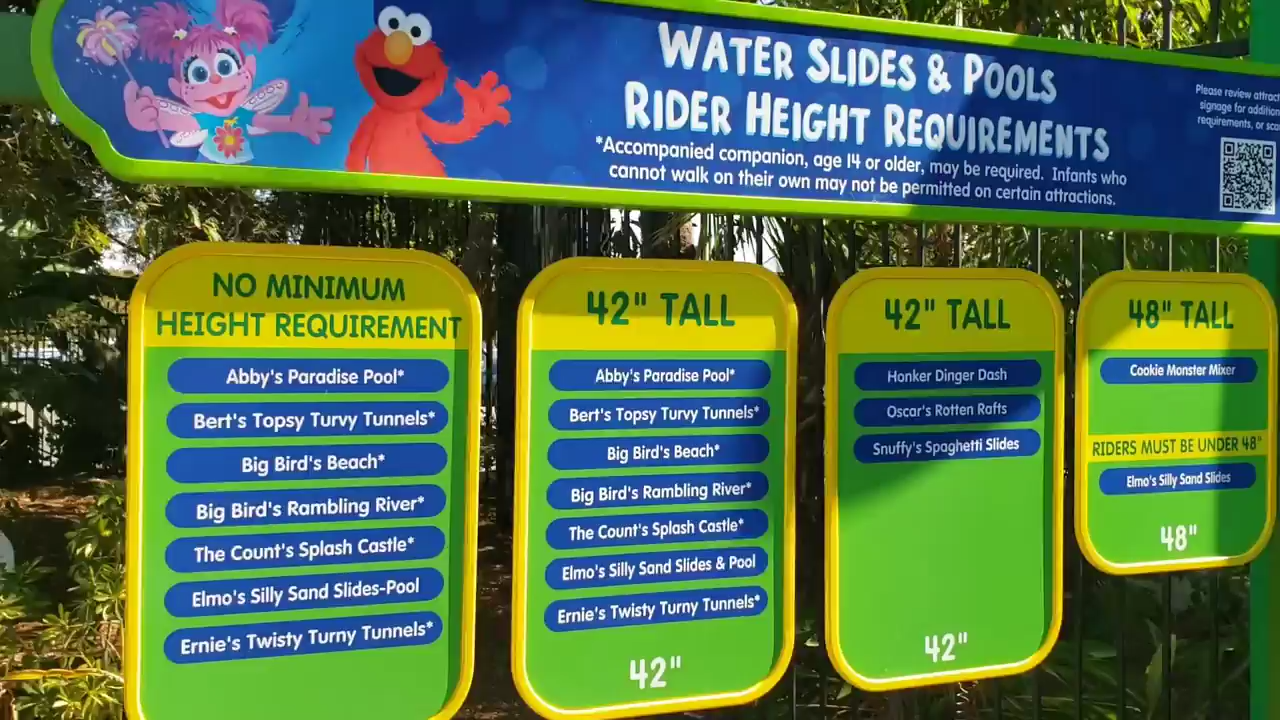 WATER SLIDES & POOLS
RIDER HEIGHT REQUIREMENTS
*Accompanied companion, age 14 or older, may be required. Infants who
cannot walk on their own may not be permitted on certain attractions.
Please review
signage for
requirements, or
NO MINIMUM
HEIGHT REQUIREMENT
Abby's Paradise Pool*
Bert's Topsy Turvy Tunnels*
Big Bird's Beach*
Big Bird's Rambling River*
The Count's Splash Castle*
Elmo's Silly Sand Slides-Pool
Ernie's Twisty Turny Tunnels*
42" TALL
Abby's Paradise Pool*
Bert's Topsy Turvy Tunnels*
Big Bird's Beach*
Big Bird's Rambling River*
The Count's Splash Castle*
Elmo's Silly Sand Slides & Pool
Ernie's Twisty Turny Tunnels*
42"
42" TALL
Honker Dinger Dash
Oscar's Rotten Rafts
Snuffy's Spaghetti Slides
42"
48" TALL
Cookie Monster Mixer
RIDERS MUST BE UNDER 48"
Elmo's Silly Sand Slides
48"